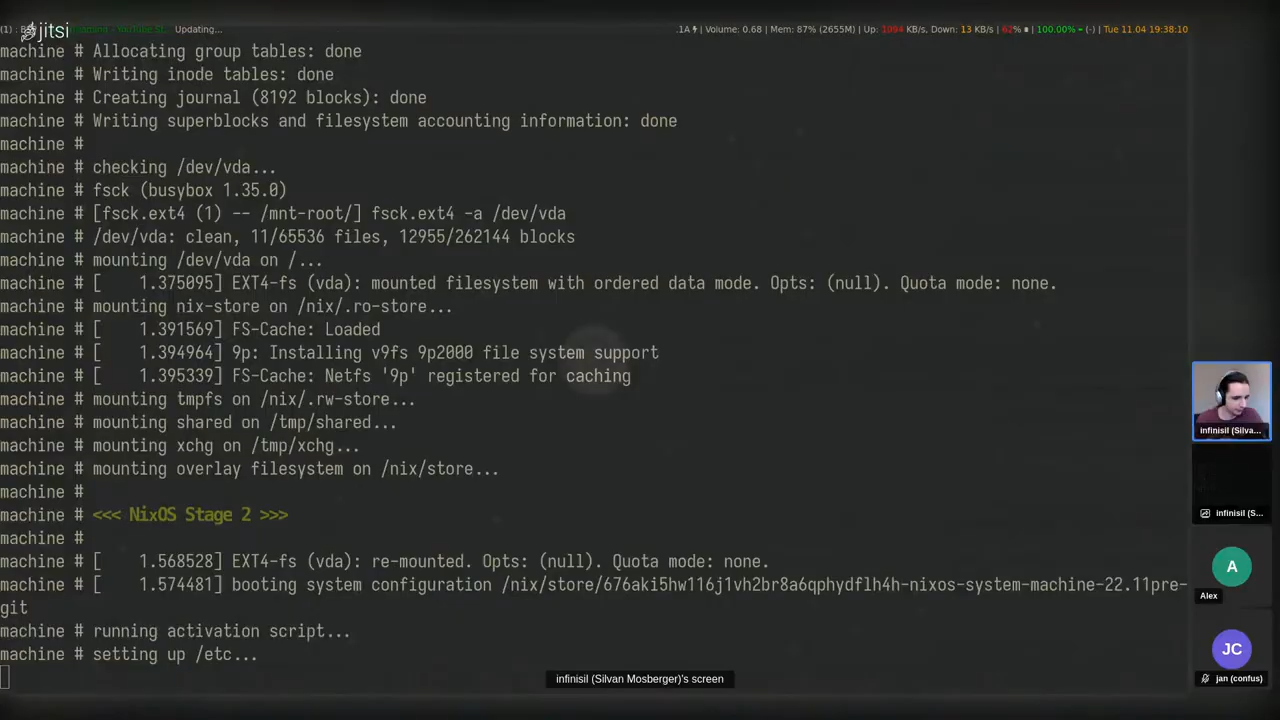 jitsi
Updating...
.1A | Volume: 0.68 | Mem: 87% (2655M) | Up: 1094 KB/s, Down: 13 KB/s | 62% | 100.00% = (-) | Tue 11.04 19:38:10
machine # Allocating group tables: done
machine # Writing inode tables: done
machine # Creating journal (8192 blocks): done
machine # Writing superblocks and filesystem accounting information: done
machine #
machine # checking /dev/vda...
machine # fsck (busybox 1.35.0)
machine # [fsck.ext4 (1) -- /mnt-root/] fsck.ext4 -a /dev/vda
machine # /dev/vda: clean, 11/65536 files, 12955/262144 blocks
machine # mounting /dev/vda on /...
machine # [    1.375095] EXT4-fs (vda): mounted filesystem with ordered data mode. Opts: (null). Quota mode: none.
machine # mounting nix-store on /nix/.ro-store...
machine # [    1.391569] FS-Cache: Loaded
machine # [    1.394964] 9p: Installing v9fs 9p2000 file system support
machine # [    1.395339] FS-Cache: Netfs '9p' registered for caching
machine # mounting tmpfs on /nix/.rw-store...
machine # mounting shared on /tmp/shared...
machine # mounting xchg on /tmp/xchg...
machine # mounting overlay filesystem on /nix/store...
machine #
machine # <<< NixOS Stage 2 >>>
machine #
machine # [    1.568528] EXT4-fs (vda): re-mounted. Opts: (null). Quota mode: none.
machine # [    1.574481] booting system configuration /nix/store/676aki5hw116j1vh2br8a6qphydflh4h-nixos-system-machine-22.11pre-
git
machine # running activation script...
machine # setting up /etc...
infinisil (Silvan Mosberger)'s screen
infinisil (Silva...
infinisil (S...
A
Alex
JC
jan (confus)